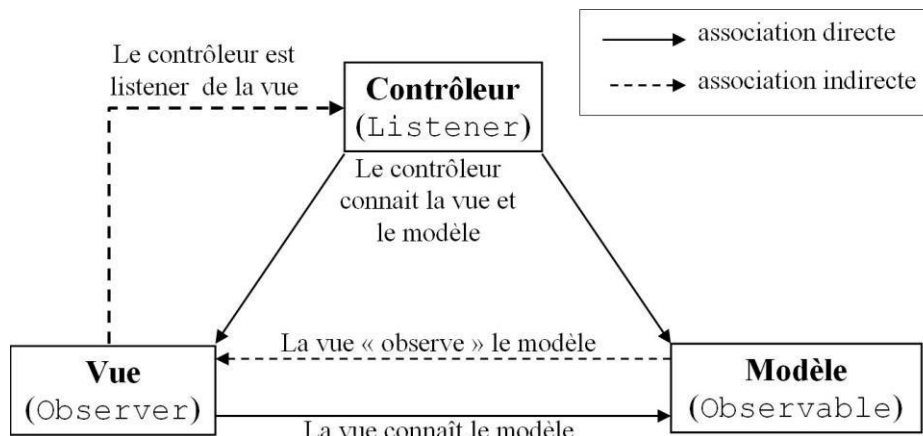 association directe
association indirecte
Le contrôleur est
listener de la vue
Contrôleur
(Listener)
Le contrôleur
connait la vue et
le modèle
La vue « observe » le modèle
Vue
(Observer)
Modèle
(Observable)
La vue connaît le modèle